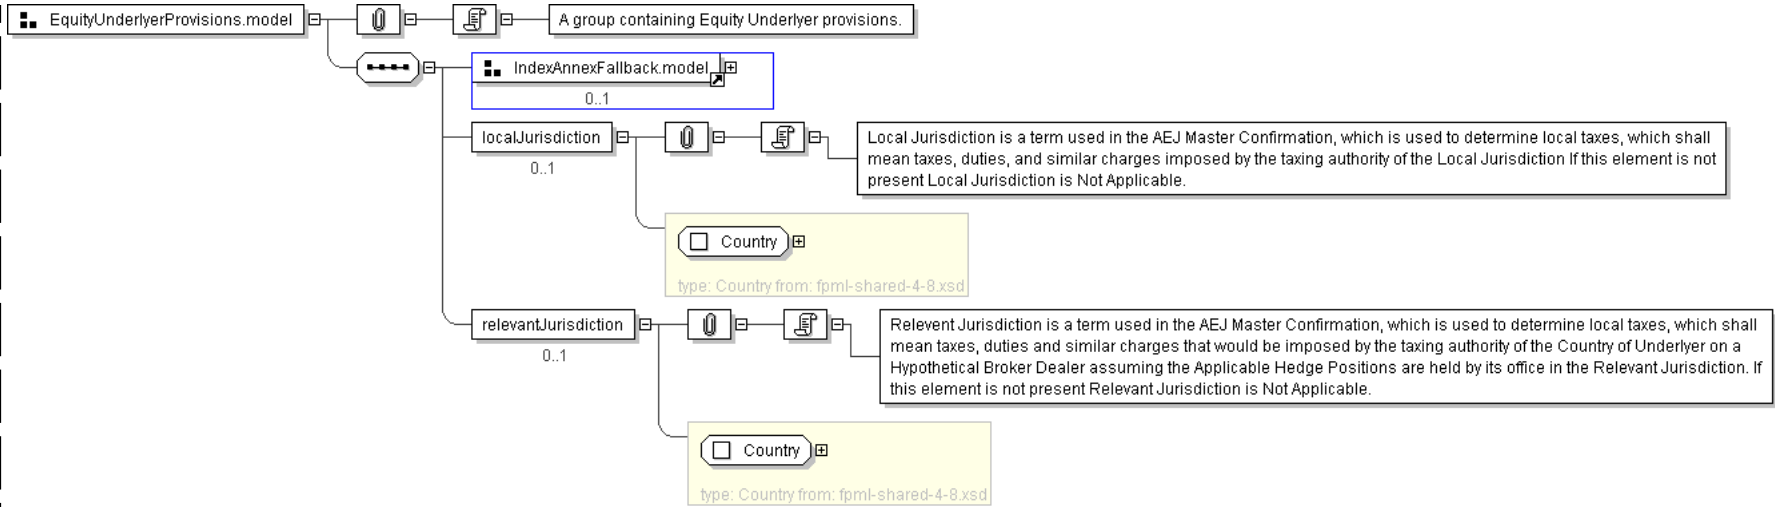 EquityUnderlyerProvisions.model
A group containing Equity Underlyer provisions.
IndexAnnexFallback.model
0..1
localJurisdiction
0..1
Local Jurisdiction is a term used in the AEJ Master Confirmation, which is used to determine local taxes, which shall
mean taxes, duties, and similar charges imposed by the taxing authority of the Local Jurisdiction If this element is not
present Local Jurisdiction is Not Applicable.
Country
type: Country from: fpml-shared-4-8.xsd
relevantJurisdiction
0..1
Relevent Jurisdiction is a term used in the AEJ Master Confirmation, which is used to determine local taxes, which shall
mean taxes, duties and similar charges that would be imposed by the taxing authority of the Country of Underlyer on a
Hypothetical Broker Dealer assuming the Applicable Hedge Positions are held by its office in the Relevant Jurisdiction. If
this element is not present Relevant Jurisdiction is Not Applicable.
Country
type: Country from: fpml-shared-4-8.xsd